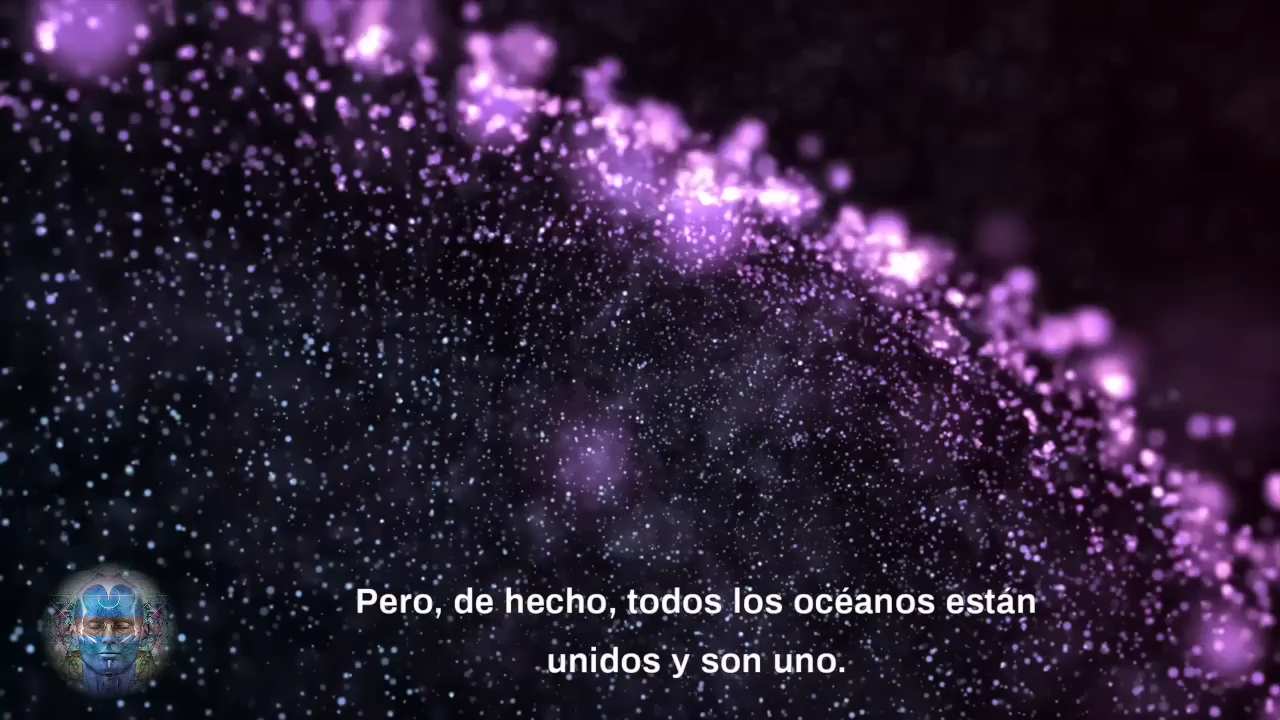 Pero, de hecho, todos los océanos están
unidos y son uno.